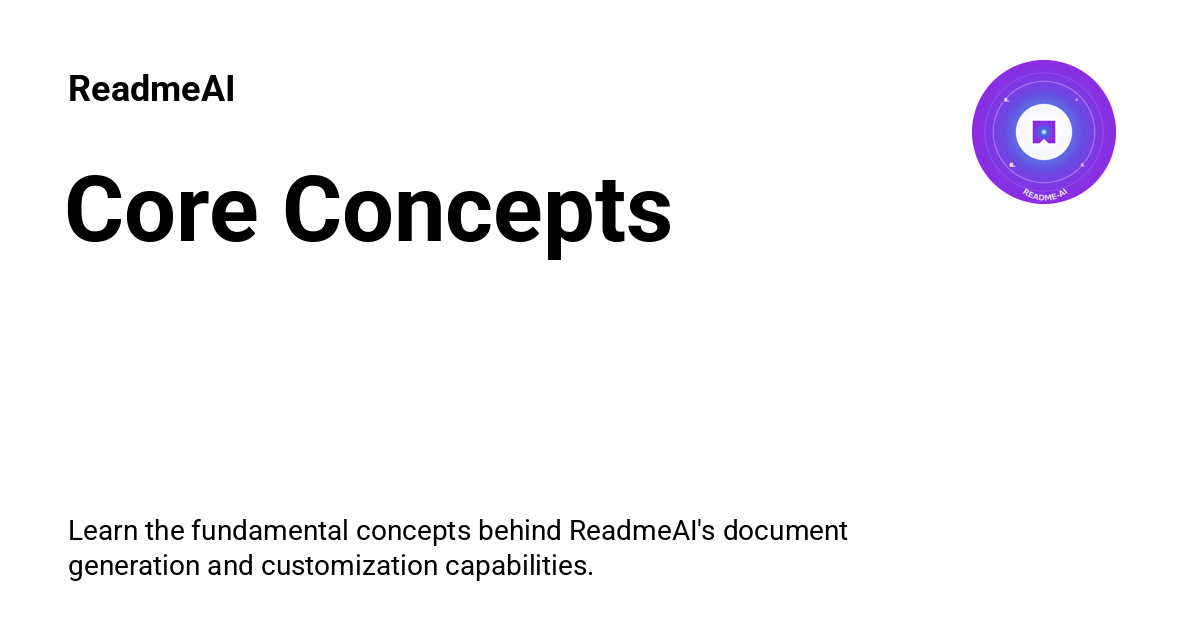 ReadmeAI
README-AI
Core Concepts
Learn the fundamental concepts behind ReadmeAI's document
generation and customization capabilities.